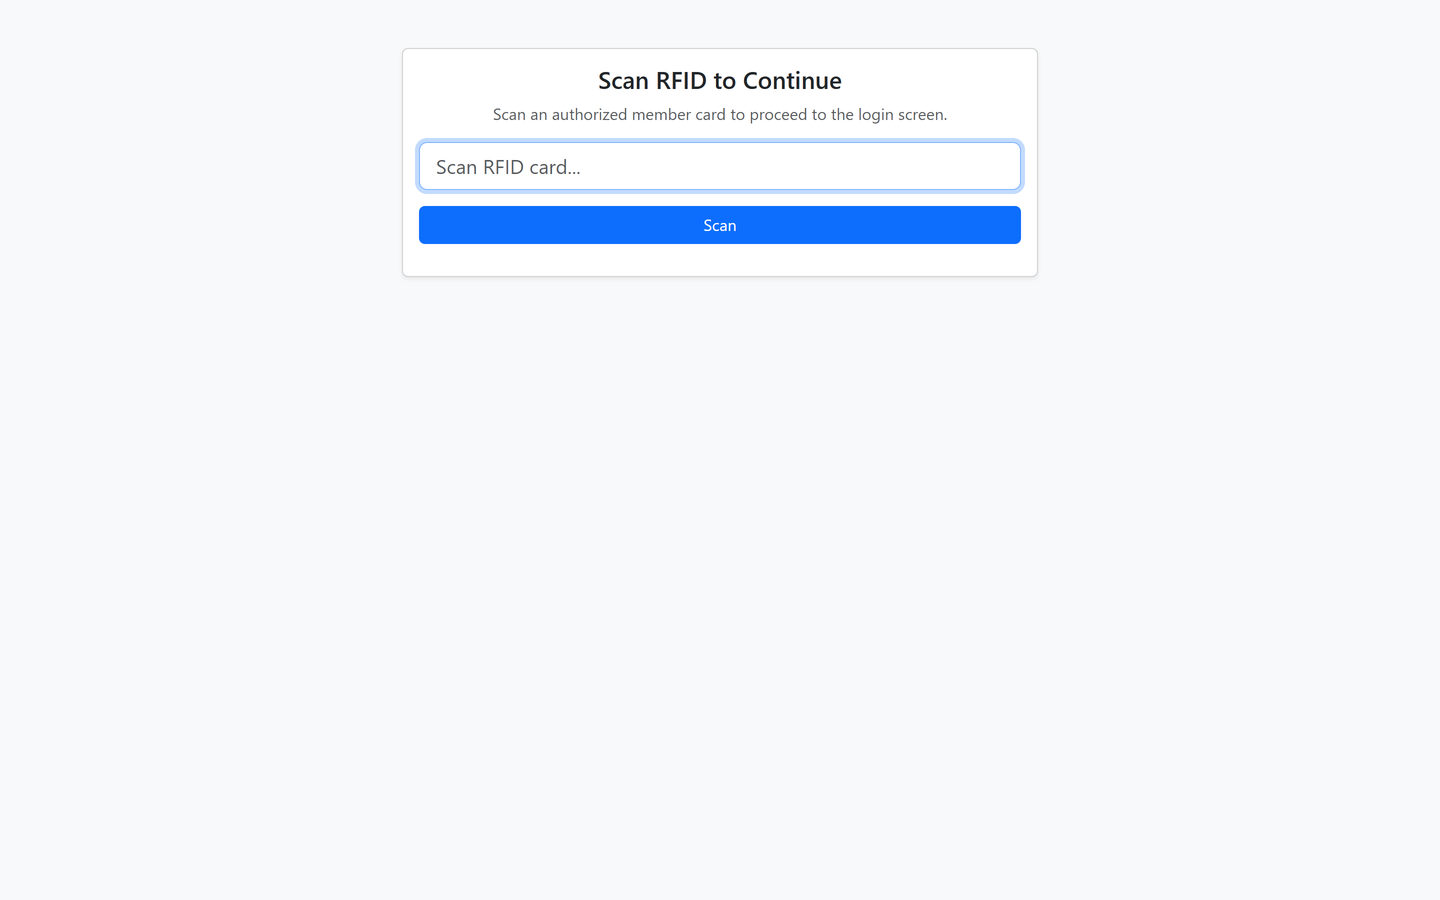 Scan RFID to Continue
Scan an authorized member card to proceed to the login screen.
Scan RFID card...
Scan